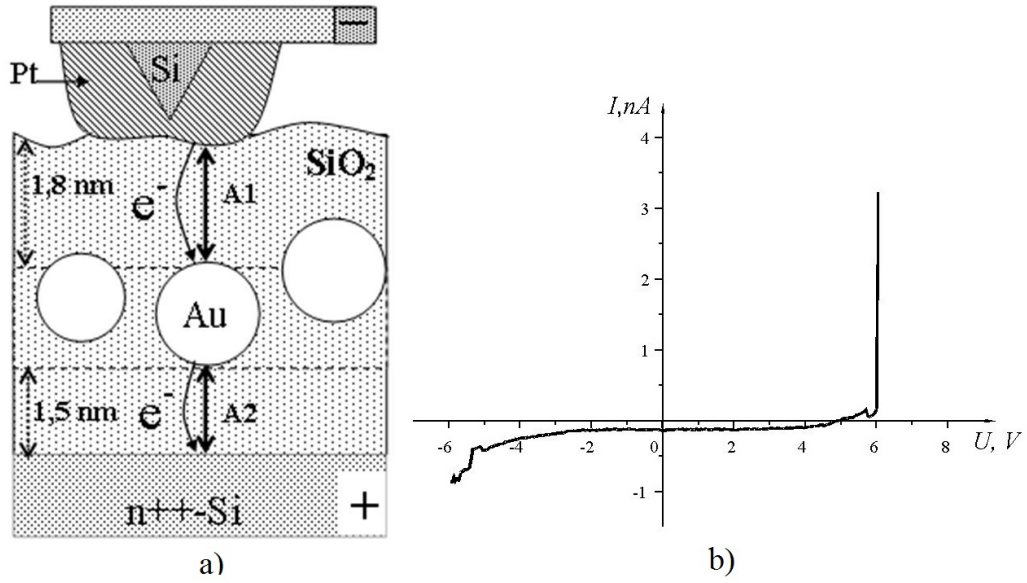 −
Si
Pt
SiO₂
1,8 nm
e⁻
A1
Au
1,5 nm
e⁻
A2
n++-Si
+
a)
I,nA
4
3
2
1
-6
-4
-2
0
2
4
6
8
U, V
-1
b)